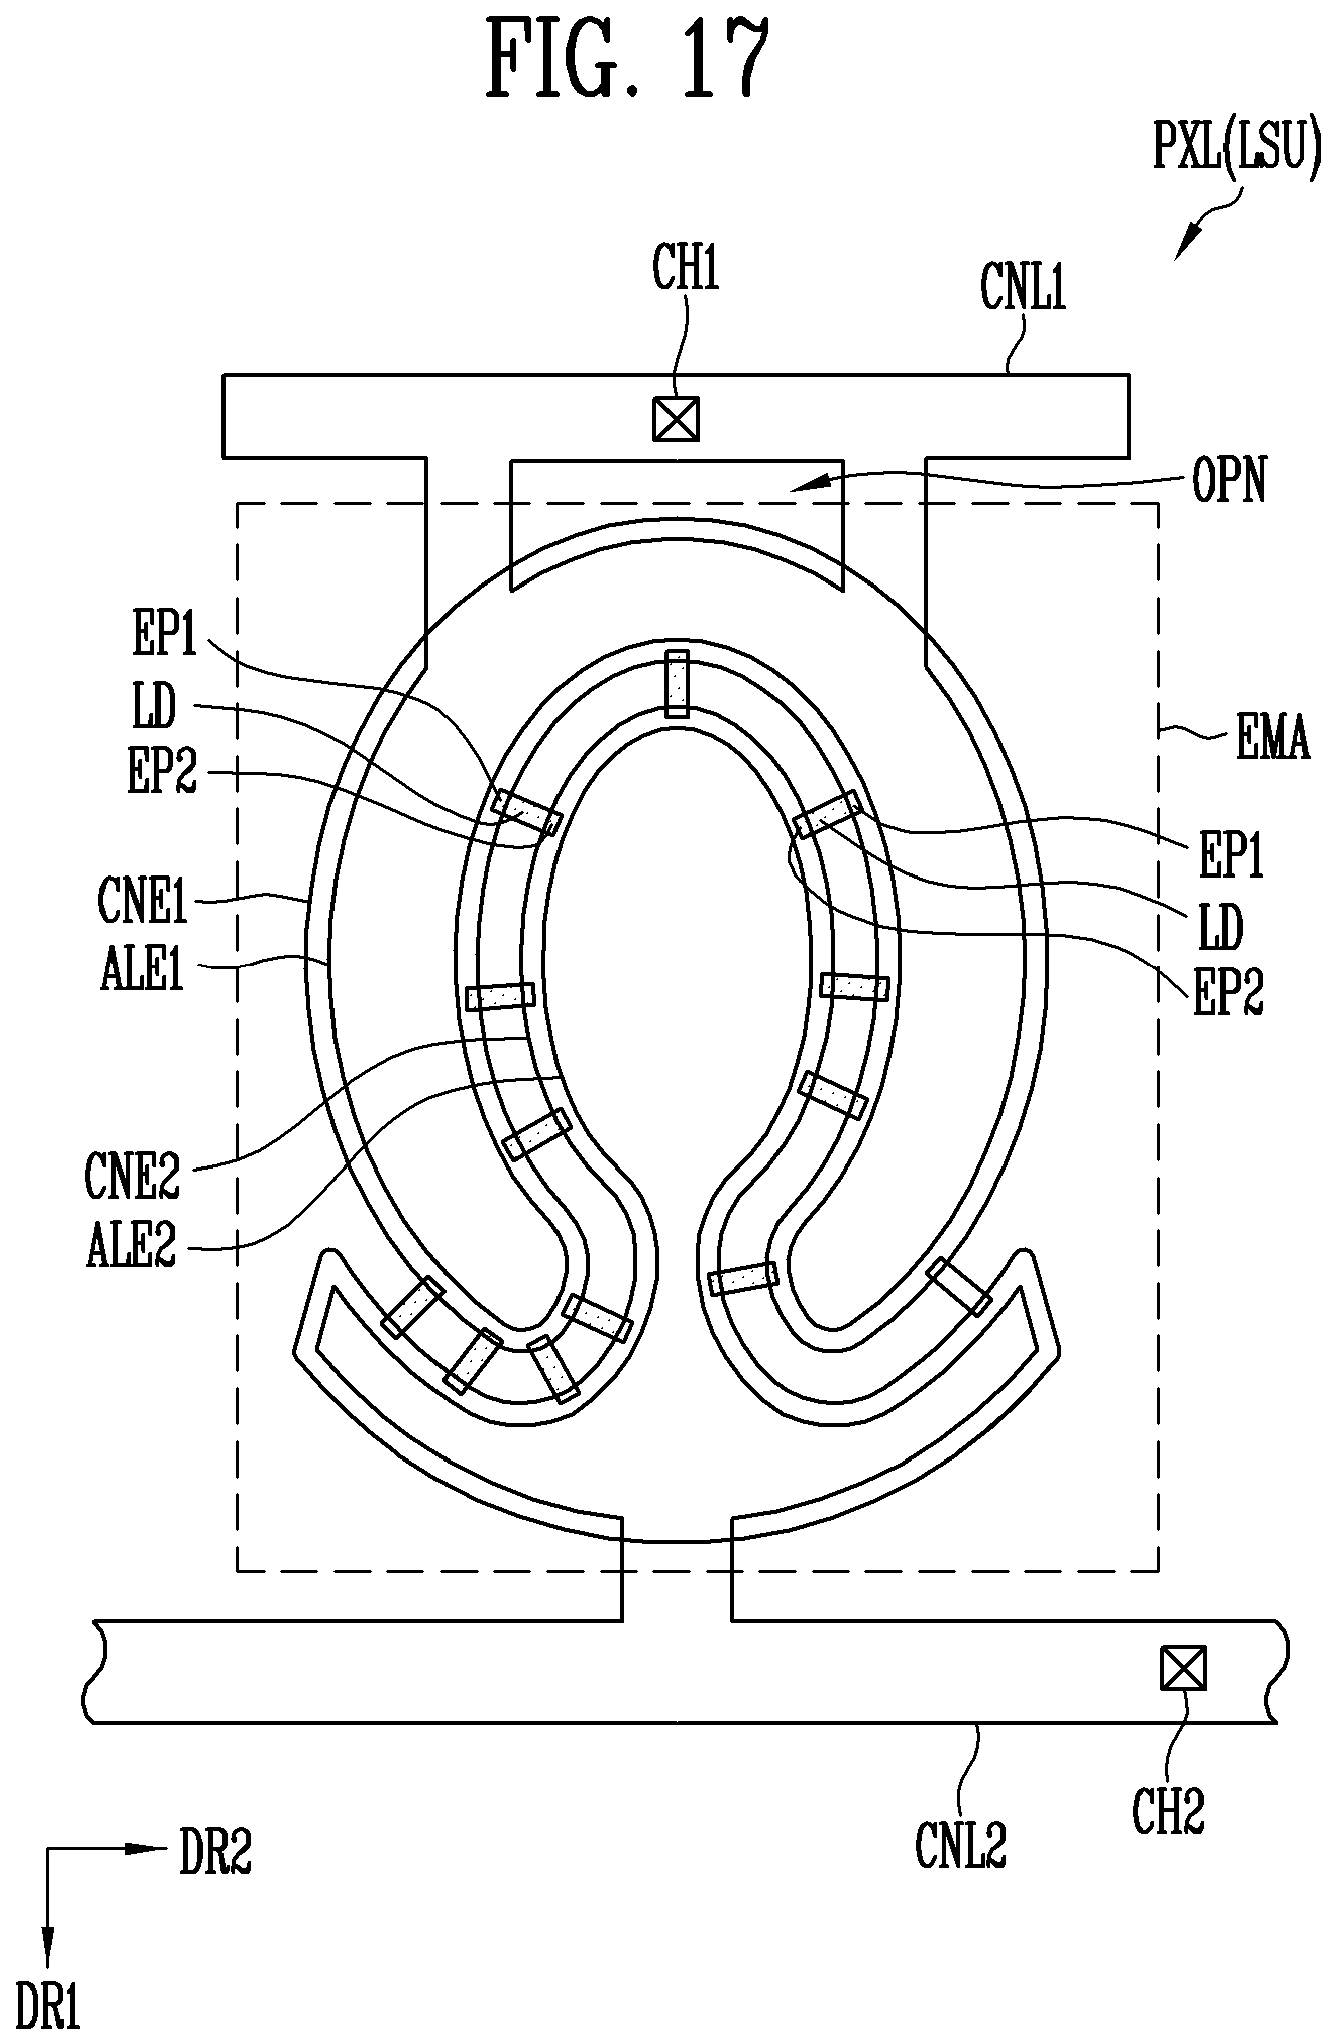 FIG. 17
PXL(LSU)
CH1
CNL1
OPN
EP1
LD
EP2
EMA
EP1
CNE1
LD
ALE1
EP2
CNE2
ALE2
CH2
CNL2
DR2
DR1